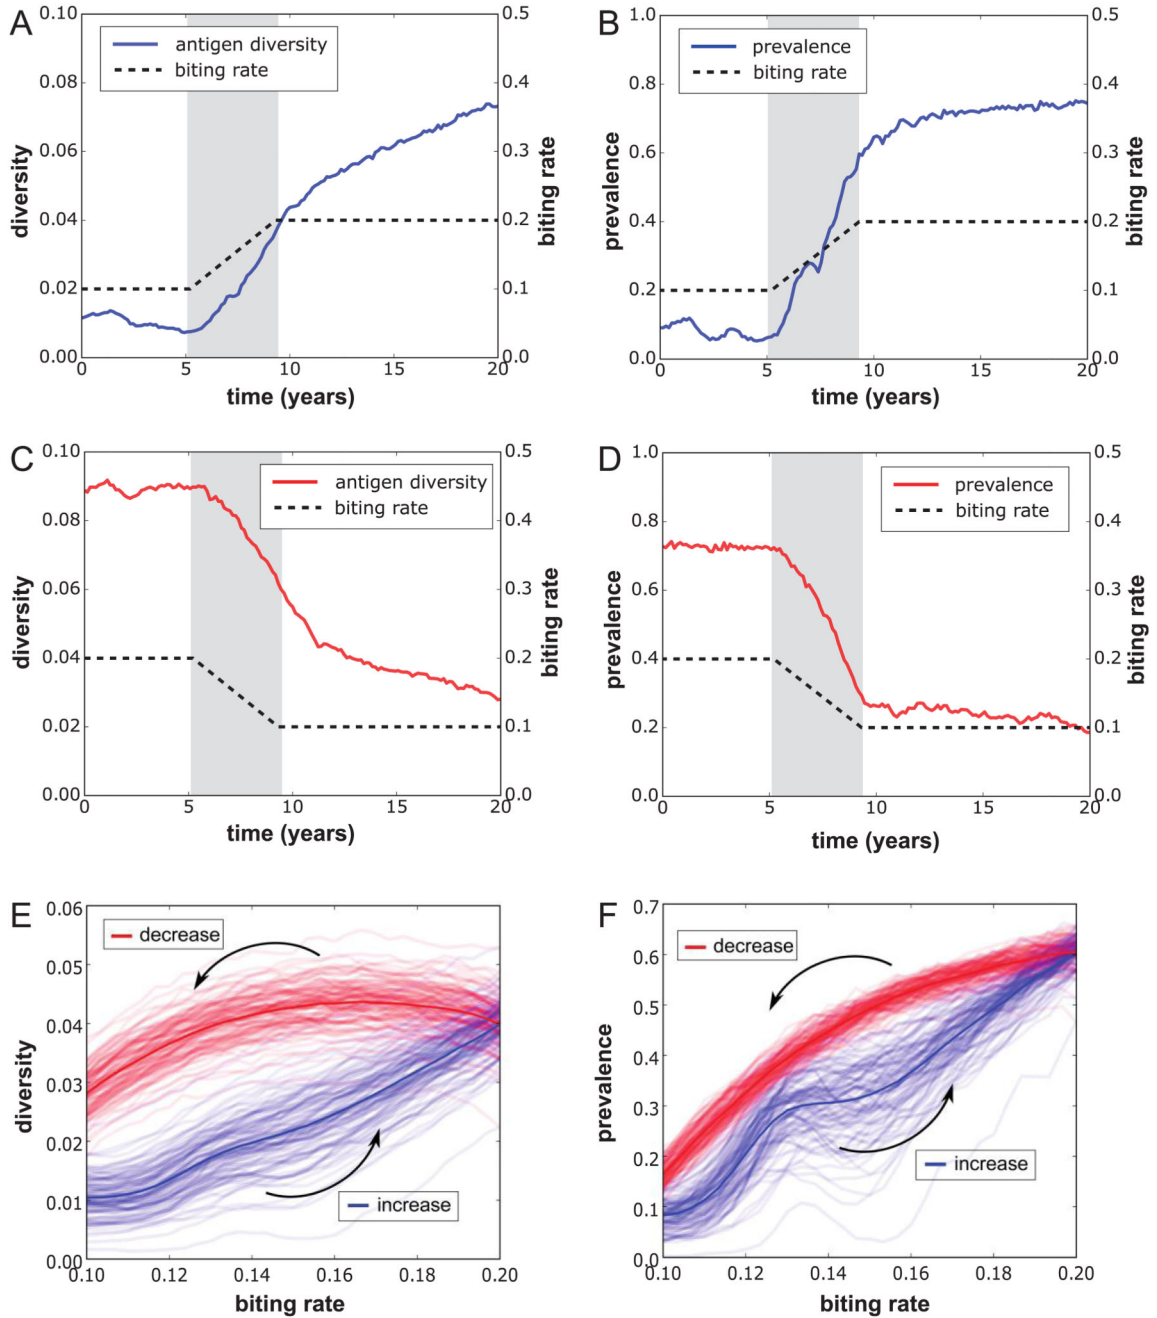 A
0.10
0.08
0.06
0.04
0.02
0.00
diversity
antigen diversity
biting rate
0.5
0.4
0.3
0.2
0.1
0.0
biting rate
0
5
10
15
20
time (years)
B
1.0
0.8
0.6
0.4
0.2
0.0
prevalence
prevalence
biting rate
0.5
0.4
0.3
0.2
0.1
0.0
biting rate
0
5
10
15
20
time (years)
C
0.10
0.08
0.06
0.04
0.02
0.00
diversity
antigen diversity
biting rate
0.5
0.4
0.3
0.2
0.1
0.0
biting rate
0
5
10
15
20
time (years)
D
1.0
0.8
0.6
0.4
0.2
0.0
prevalence
prevalence
biting rate
0.5
0.4
0.3
0.2
0.1
0.0
biting rate
0
5
10
15
20
time (years)
E
0.06
0.05
0.04
0.03
0.02
0.01
0.00
diversity
decrease
increase
0.10
0.12
0.14
0.16
0.18
0.20
biting rate
F
0.7
0.6
0.5
0.4
0.3
0.2
0.1
0.0
prevalence
decrease
increase
0.10
0.12
0.14
0.16
0.18
0.20
biting rate